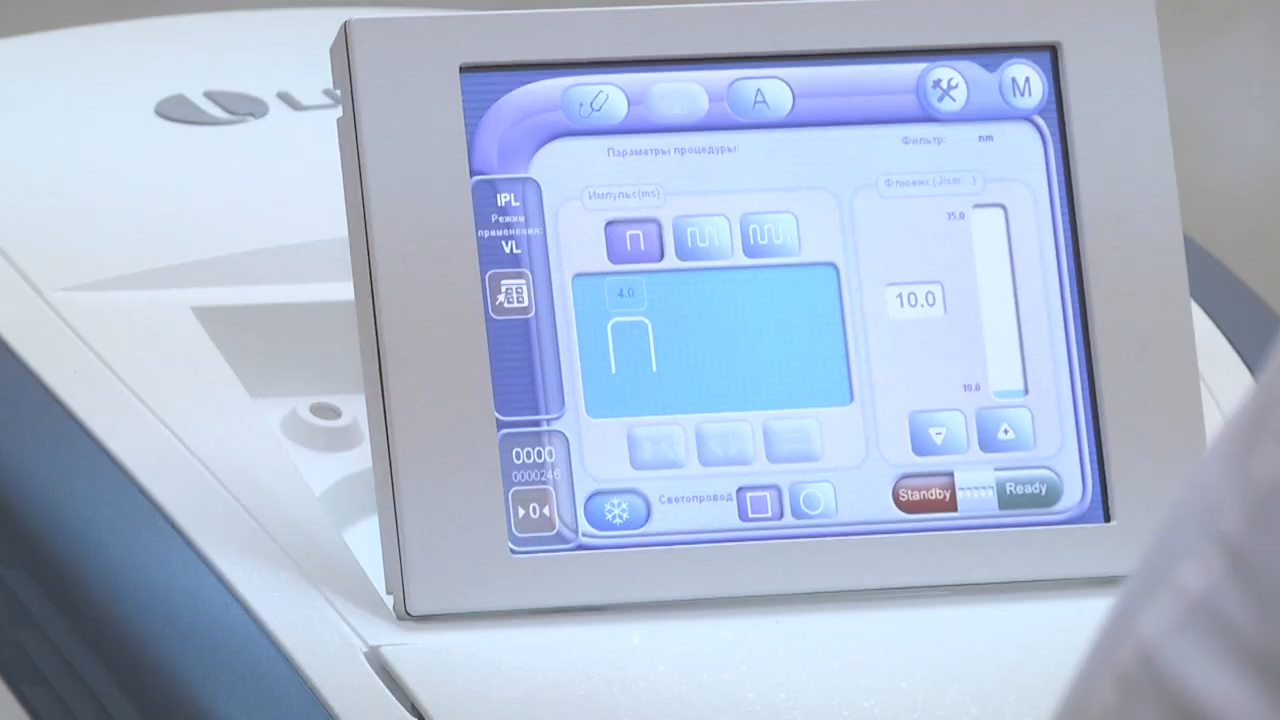 A
M
Параметры процедуры:
Фильтр: nm
IPL
Режим
применения:
VL
Импульс(ms)
Флюенс
35.0
4.0
10.0
10.0
0000
0000246
0
Светопровод
Standby
Ready